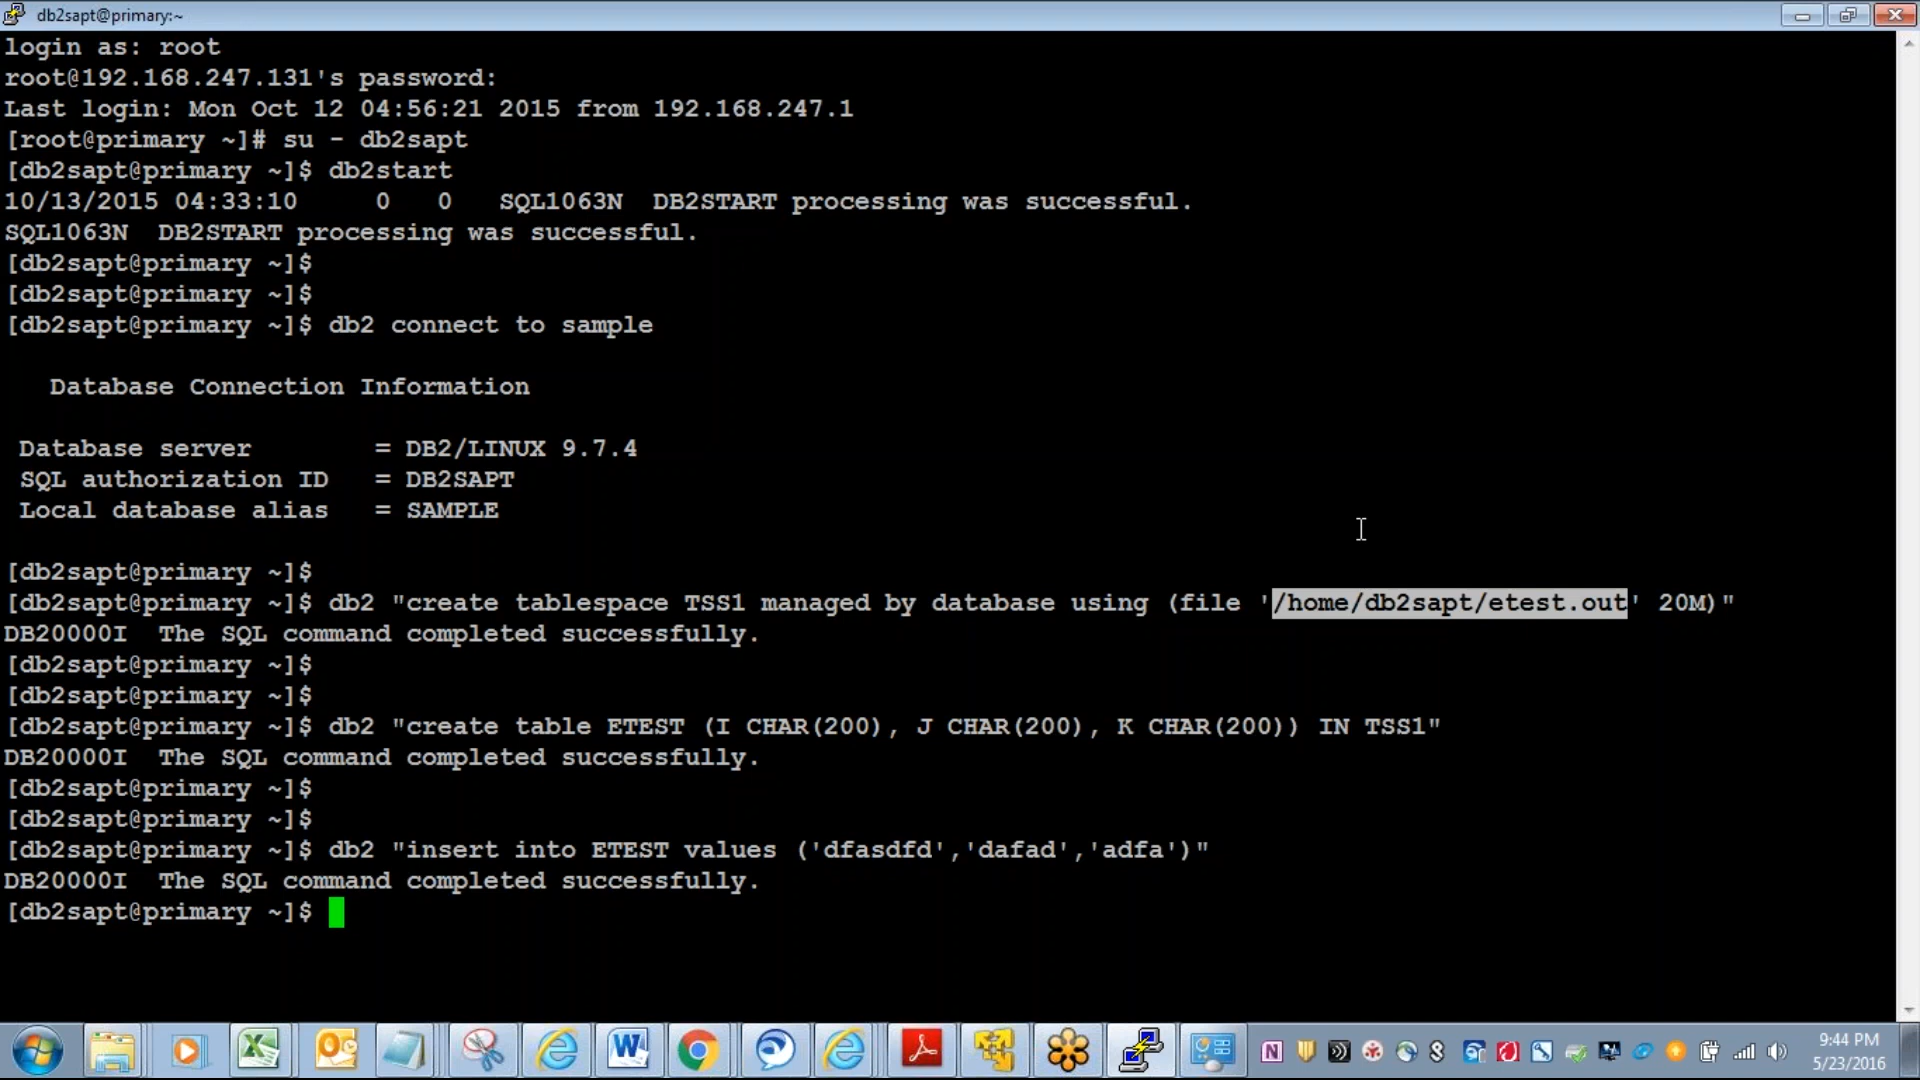 db2sapt@primary:~
login as: root
root@192.168.247.131's password:
Last login: Mon Oct 12 04:56:21 2015 from 192.168.247.1
[root@primary ~]# su - db2sapt
[db2sapt@primary ~]$ db2start
10/13/2015 04:33:10     0   0   SQL1063N  DB2START processing was successful.
SQL1063N  DB2START processing was successful.
[db2sapt@primary ~]$
[db2sapt@primary ~]$
[db2sapt@primary ~]$ db2 connect to sample
Database Connection Information
Database server        = DB2/LINUX 9.7.4
SQL authorization ID   = DB2SAPT
Local database alias   = SAMPLE
[db2sapt@primary ~]$
[db2sapt@primary ~]$ db2 "create tablespace TSS1 managed by database using (file '/home/db2sapt/etest.out' 20M)"
DB20000I  The SQL command completed successfully.
[db2sapt@primary ~]$
[db2sapt@primary ~]$
[db2sapt@primary ~]$ db2 "create table ETEST (I CHAR(200), J CHAR(200), K CHAR(200)) IN TSS1"
DB20000I  The SQL command completed successfully.
[db2sapt@primary ~]$
[db2sapt@primary ~]$
[db2sapt@primary ~]$ db2 "insert into ETEST values ('dfasdfd','dafad','adfa')"
DB20000I  The SQL command completed successfully.
[db2sapt@primary ~]$
9:44 PM
5/23/2016